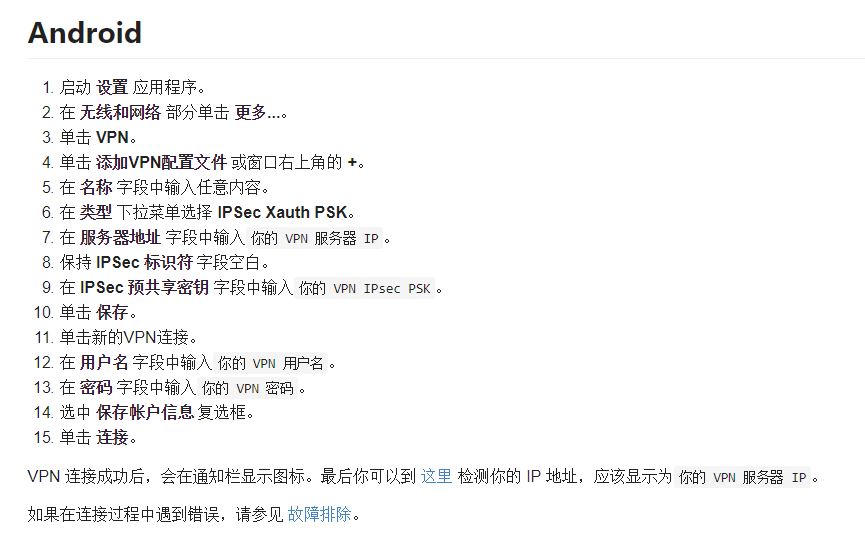 Android
1. 启动 设置 应用程序。
2. 在 无线和网络 部分单击 更多...。
3. 单击 VPN。
4. 单击 添加VPN配置文件 或窗口右上角的 +。
5. 在 名称 字段中输入任意内容。
6. 在 类型 下拉菜单选择 IPSec Xauth PSK。
7. 在 服务器地址 字段中输入 你的 VPN 服务器 IP 。
8. 保持 IPSec 标识符 字段空白。
9. 在 IPSec 预共享密钥 字段中输入 你的 VPN IPsec PSK 。
10. 单击 保存。
11. 单击新的VPN连接。
12. 在 用户名 字段中输入 你的 VPN 用户名 。
13. 在 密码 字段中输入 你的 VPN 密码 。
14. 选中 保存帐户信息 复选框。
15. 单击 连接。
VPN 连接成功后，会在通知栏显示图标。最后你可以到 这里 检测你的 IP 地址，应该显示为 你的 VPN 服务器 IP 。
如果在连接过程中遇到错误，请参见 故障排除。